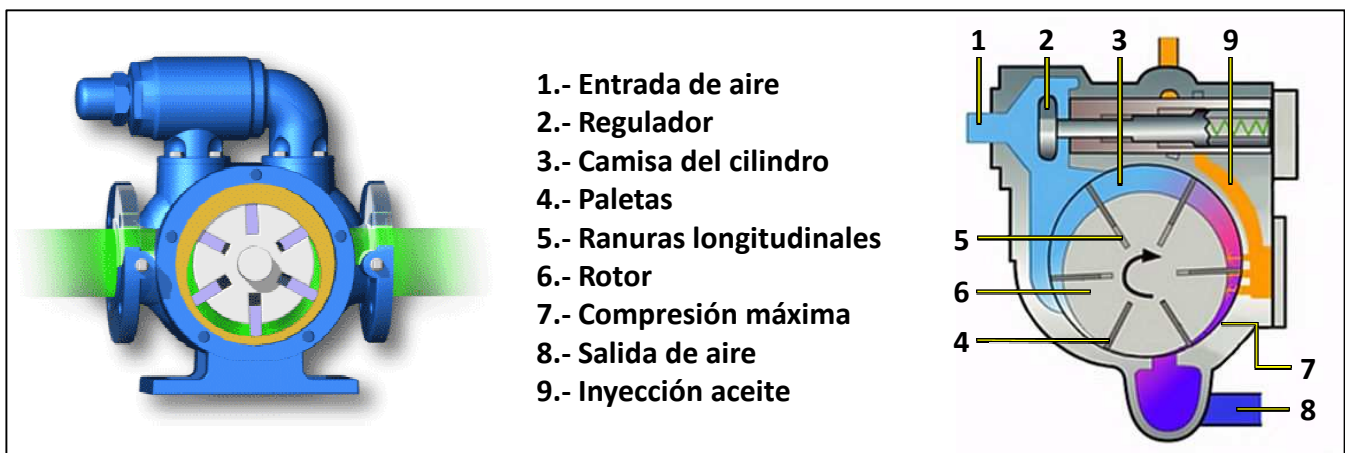 1.- Entrada de aire
2.- Regulador
3.- Camisa del cilindro
4.- Paletas
5.- Ranuras longitudinales
6.- Rotor
7.- Compresión máxima
8.- Salida de aire
9.- Inyección aceite
1 2 3 9
5
6
4
7
8